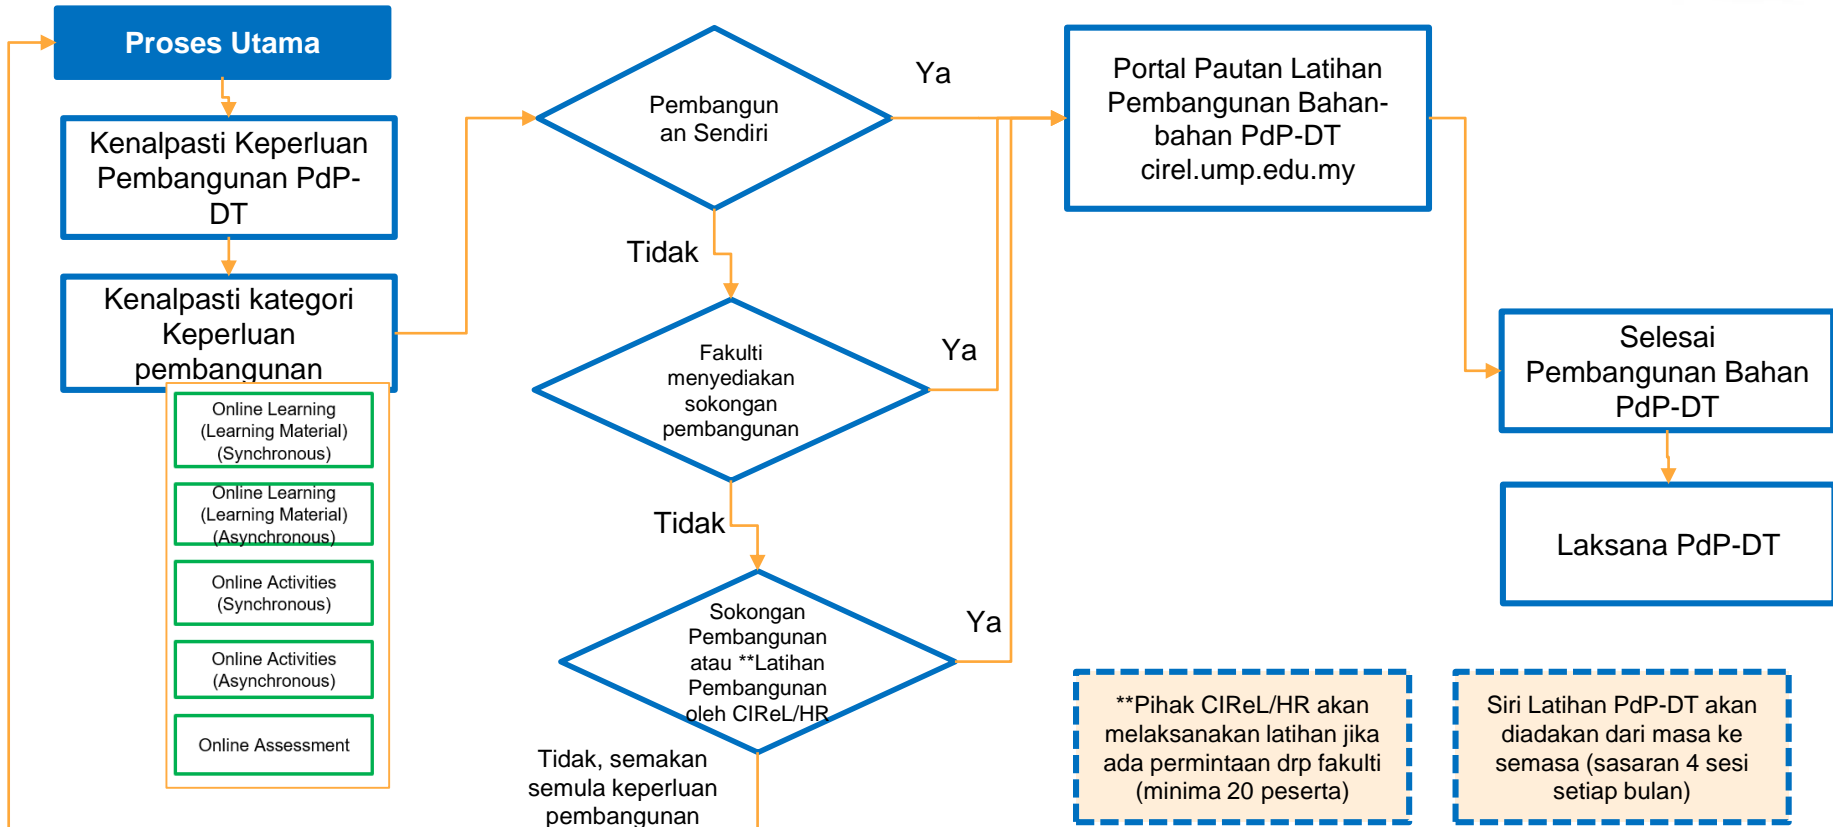 Proses Utama
Kenalpasti Keperluan
Pembangunan PdP-
DT
Kenalpasti kategori
Keperluan
pembangunan
Online Learning
(Learning Material)
(Synchronous)
Online Learning
(Learning Material)
(Asynchronous)
Online Activities
(Synchronous)
Online Activities
(Asynchronous)
Online Assessment
Pembangun
an Sendiri
Ya
Tidak
Fakulti
menyediakan
sokongan
pembangunan
Ya
Tidak
Sokongan
Pembangunan
atau **Latihan
Pembangunan
oleh CIReL/HR
Ya
Tidak, semakan
semula keperluan
pembangunan
Portal Pautan Latihan
Pembangunan Bahan-
bahan PdP-DT
cirel.ump.edu.my
Selesai
Pembangunan Bahan
PdP-DT
Laksana PdP-DT
**Pihak CIReL/HR akan
melaksanakan latihan jika
ada permintaan drp fakulti
(minima 20 peserta)
Siri Latihan PdP-DT akan
diadakan dari masa ke
semasa (sasaran 4 sesi
setiap bulan)